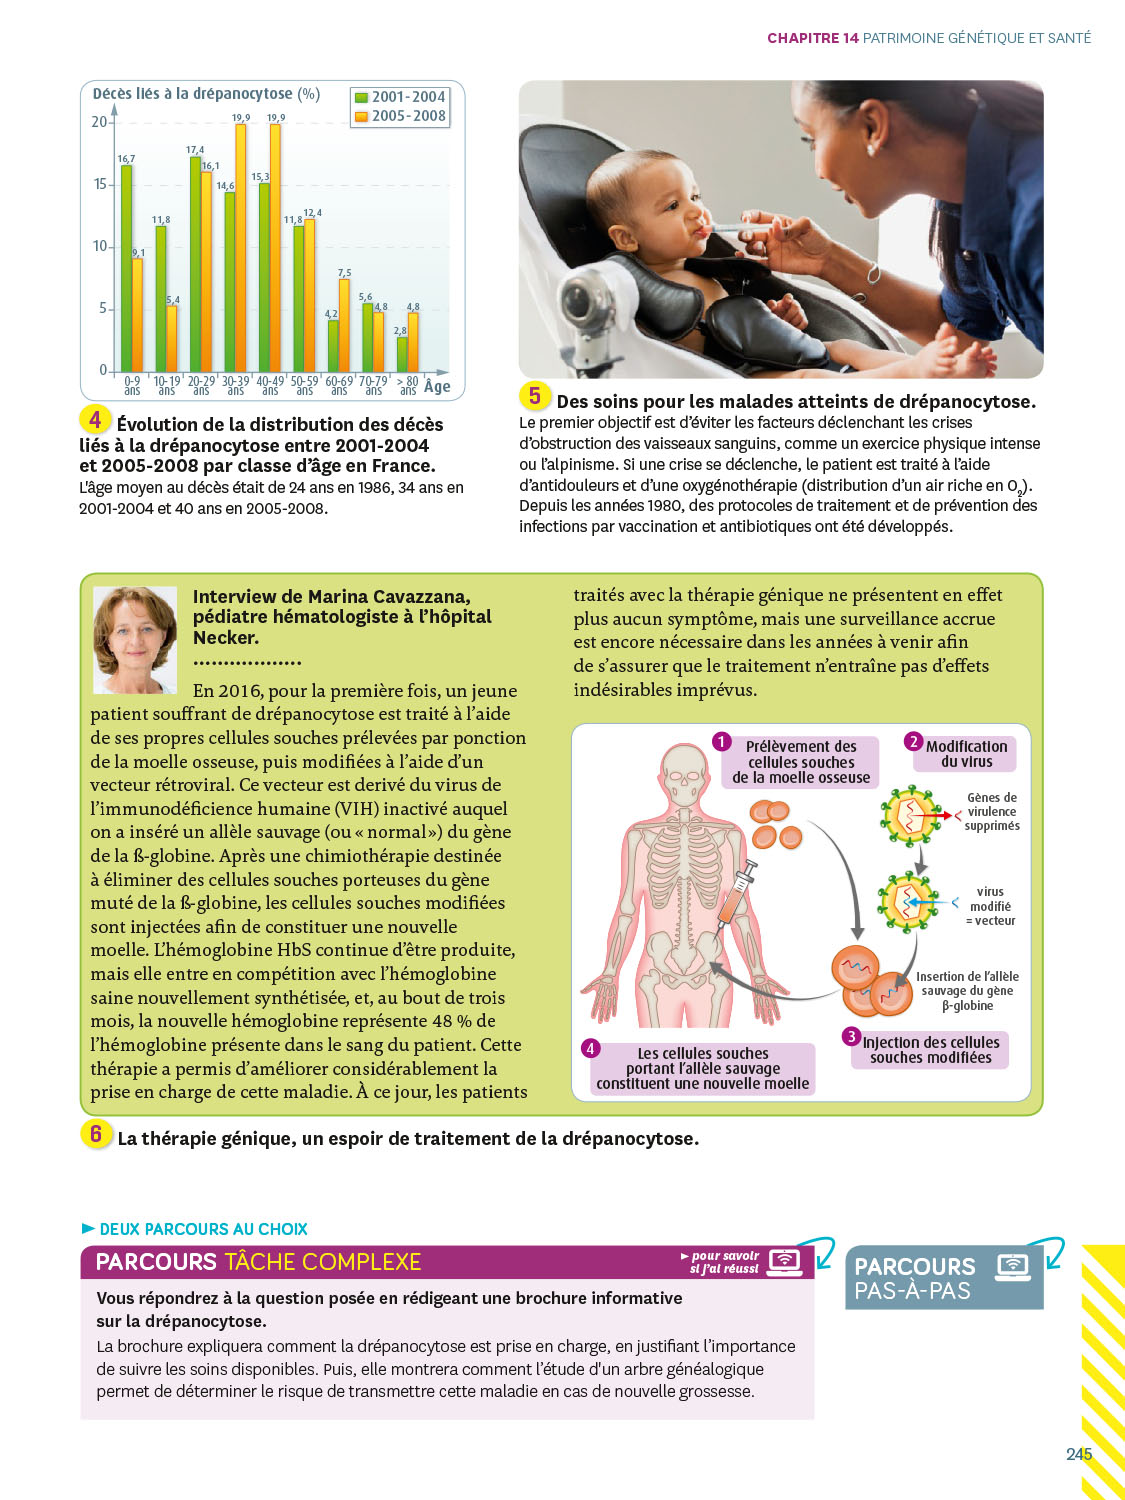 CHAPITRE 14 PATRIMOINE GÉNÉTIQUE ET SANTÉ
Décès liés à la drépanocytose (%)
2001-2004
2005-2008
20
15
10
5
0
16,7
9,1
11,8
5,4
17,4
16,1
14,6
19,9
15,3
19,9
11,8
12,4
4,2
7,5
5,6
4,8
2,8
4,8
0-9 ans
10-19 ans
20-29 ans
30-39 ans
40-49 ans
50-59 ans
60-69 ans
70-79 ans
> 80 ans
Âge
4 Évolution de la distribution des décès
liés à la drépanocytose entre 2001-2004
et 2005-2008 par classe d’âge en France.
L'âge moyen au décès était de 24 ans en 1986, 34 ans en
2001-2004 et 40 ans en 2005-2008.
5 Des soins pour les malades atteints de drépanocytose.
Le premier objectif est d’éviter les facteurs déclenchant les crises
d’obstruction des vaisseaux sanguins, comme un exercice physique intense
ou l’alpinisme. Si une crise se déclenche, le patient est traité à l’aide
d’antidouleurs et d’une oxygénothérapie (distribution d’un air riche en O₂).
Depuis les années 1980, des protocoles de traitement et de prévention des
infections par vaccination et antibiotiques ont été développés.
Interview de Marina Cavazzana,
pédiatre hématologiste à l’hôpital
Necker.
..................
En 2016, pour la première fois, un jeune
patient souffrant de drépanocytose est traité à l’aide
de ses propres cellules souches prélevées par ponction
de la moelle osseuse, puis modifiées à l’aide d’un
vecteur rétroviral. Ce vecteur est derivé du virus de
l’immunodéficience humaine (VIH) inactivé auquel
on a inséré un allèle sauvage (ou « normal ») du gène
de la ß-globine. Après une chimiothérapie destinée
à éliminer des cellules souches porteuses du gène
muté de la ß-globine, les cellules souches modifiées
sont injectées afin de constituer une nouvelle
moelle. L’hémoglobine HbS continue d’être produite,
mais elle entre en compétition avec l’hémoglobine
saine nouvellement synthétisée, et, au bout de trois
mois, la nouvelle hémoglobine représente 48 % de
l’hémoglobine présente dans le sang du patient. Cette
thérapie a permis d’améliorer considérablement la
prise en charge de cette maladie. À ce jour, les patients
traités avec la thérapie génique ne présentent en effet
plus aucun symptôme, mais une surveillance accrue
est encore nécessaire dans les années à venir afin
de s’assurer que le traitement n’entraîne pas d’effets
indésirables imprévus.
1 Prélèvement des
cellules souches
de la moelle osseuse
2 Modification
du virus
Gènes de
virulence
supprimés
virus
modifié
= vecteur
Insertion de l’allèle
sauvage du gène
β-globine
3 Injection des cellules
souches modifiées
4 Les cellules souches
portant l’allèle sauvage
constituent une nouvelle moelle
6 La thérapie génique, un espoir de traitement de la drépanocytose.
► DEUX PARCOURS AU CHOIX
PARCOURS TÂCHE COMPLEXE
► pour savoir
si j’ai réussi
Vous répondrez à la question posée en rédigeant une brochure informative
sur la drépanocytose.
La brochure expliquera comment la drépanocytose est prise en charge, en justifiant l’importance
de suivre les soins disponibles. Puis, elle montrera comment l’étude d'un arbre généalogique
permet de déterminer le risque de transmettre cette maladie en cas de nouvelle grossesse.
PARCOURS
PAS-À-PAS
245